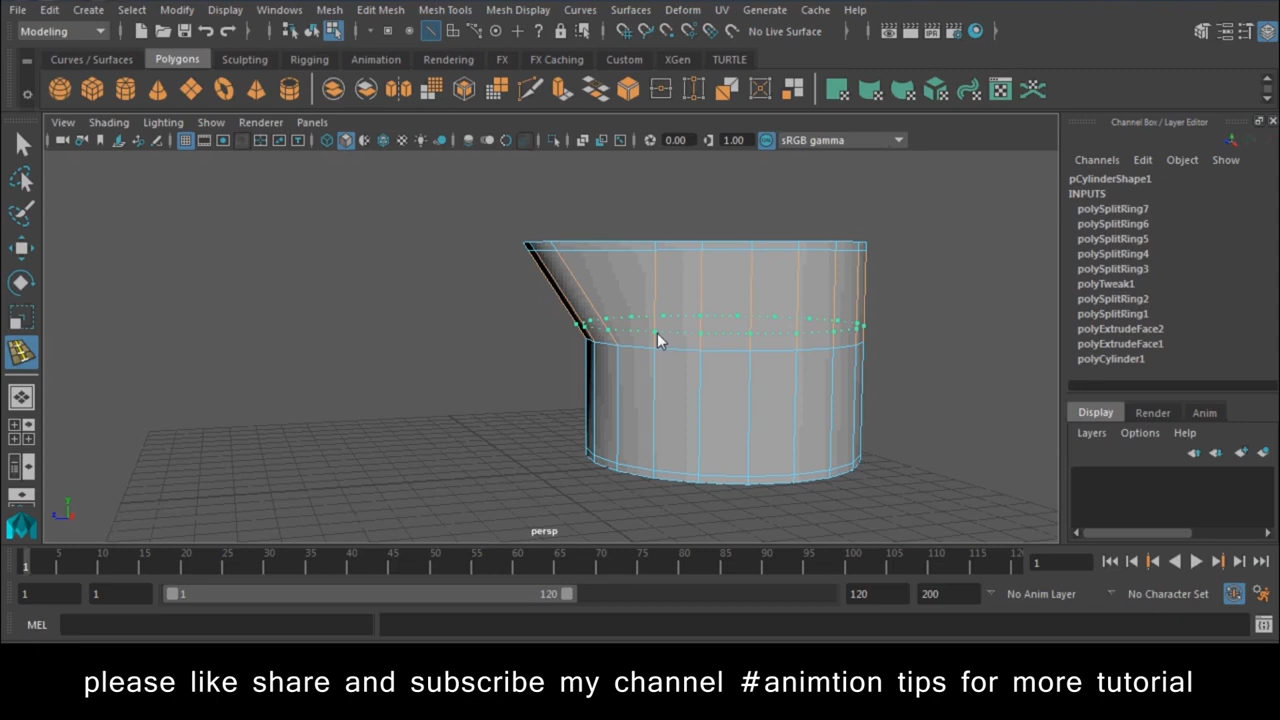 File Edit Create Select Modify Display Windows Mesh Edit Mesh Mesh Tools Mesh Display Curves Surfaces Deform UV Generate Cache Help
Modeling No Live Surface
Curves / Surfaces Polygons Sculpting Rigging Animation Rendering FX FX Caching Custom XGen TURTLE
View Shading Lighting Show Renderer Panels
0.00 1.00 sRGB gamma
persp
Channel Box / Layer Editor
Channels Edit Object Show
pCylinderShape1
INPUTS
polySplitRing7
polySplitRing6
polySplitRing5
polySplitRing4
polySplitRing3
polyTweak1
polySplitRing2
polySplitRing1
polyExtrudeFace2
polyExtrudeFace1
polyCylinder1
Display Render Anim
Layers Options Help
5 10 15 20 25 30 35 40 45 50 55 60 65 70 75 80 85 90 95 100 105 110 115 12
1 1
1 1 1 120 120 200 No Anim Layer No Character Set
MEL
please like share and subscribe my channel #animtion tips for more tutorial